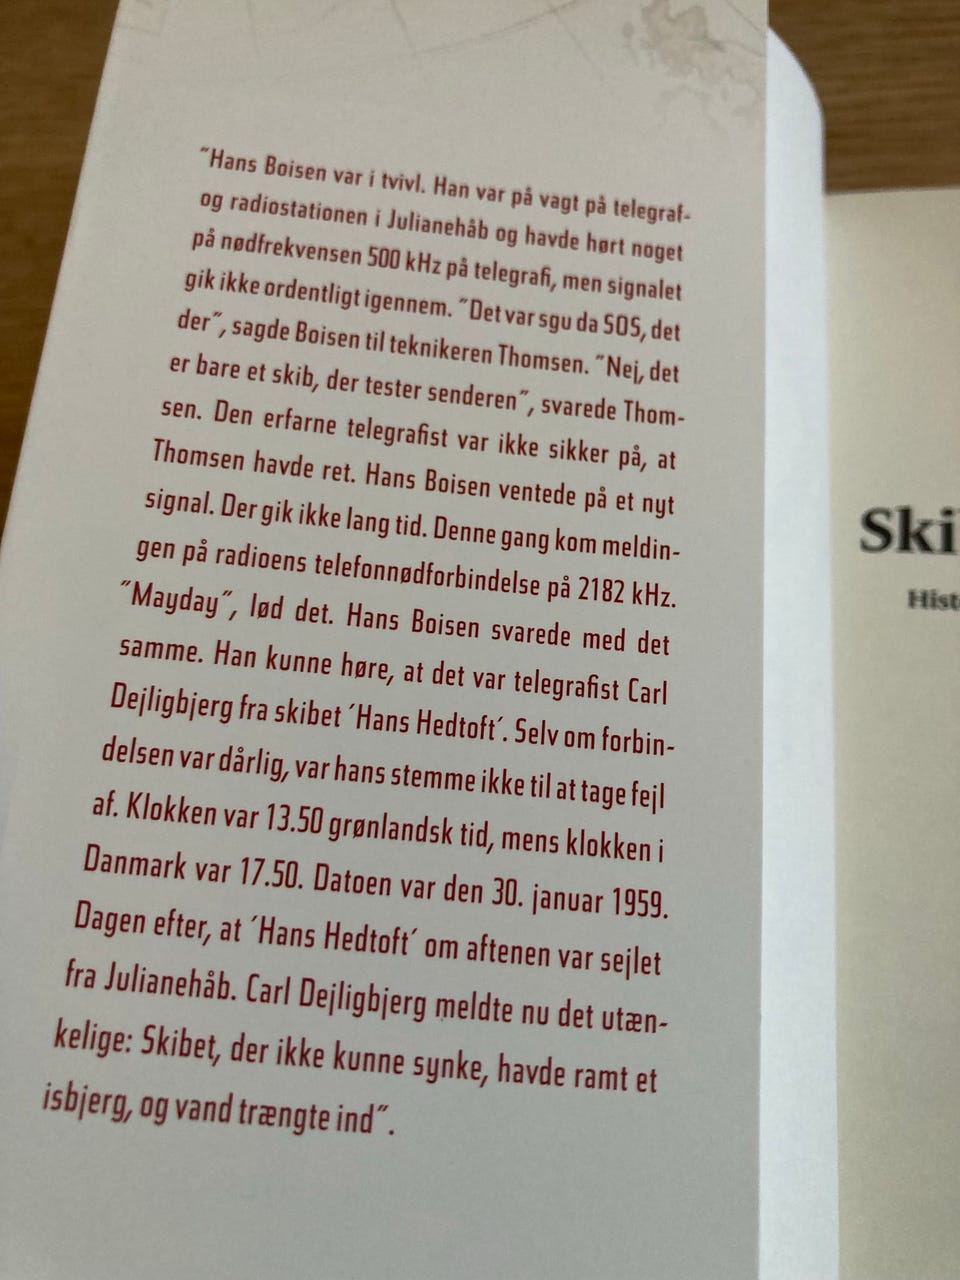 "Hans Boisen var i tvivl. Han var på vagt på telegraf-
og radiostationen i Julianehåb og havde hørt noget
på nødfrekvensen 500 kHz på telegrafi, men signalet
gik ikke ordentligt igennem. "Det var sgu da SOS, det
der", sagde Boisen til teknikeren Thomsen. "Nej, det
er bare et skib, der tester senderen", svarede Thom-
sen. Den erfarne telegrafist var ikke sikker på, at
Thomsen havde ret. Hans Boisen ventede på et nyt
signal. Der gik ikke lang tid. Denne gang kom meldin-
gen på radioens telefonnødforbindelse på 2182 kHz.
"Mayday", lød det. Hans Boisen svarede med det
samme. Han kunne høre, at det var telegrafist Carl
Dejligbjerg fra skibet ´Hans Hedtoft´. Selv om forbin-
delsen var dårlig, var hans stemme ikke til at tage fejl
af. Klokken var 13.50 grønlandsk tid, mens klokken i
Danmark var 17.50. Datoen var den 30. januar 1959.
Dagen efter, at ´Hans Hedtoft´ om aftenen var sejlet
fra Julianehåb. Carl Dejligbjerg meldte nu det utæn-
kelige: Skibet, der ikke kunne synke, havde ramt et
isbjerg, og vand trængte ind".
Ski
Hist